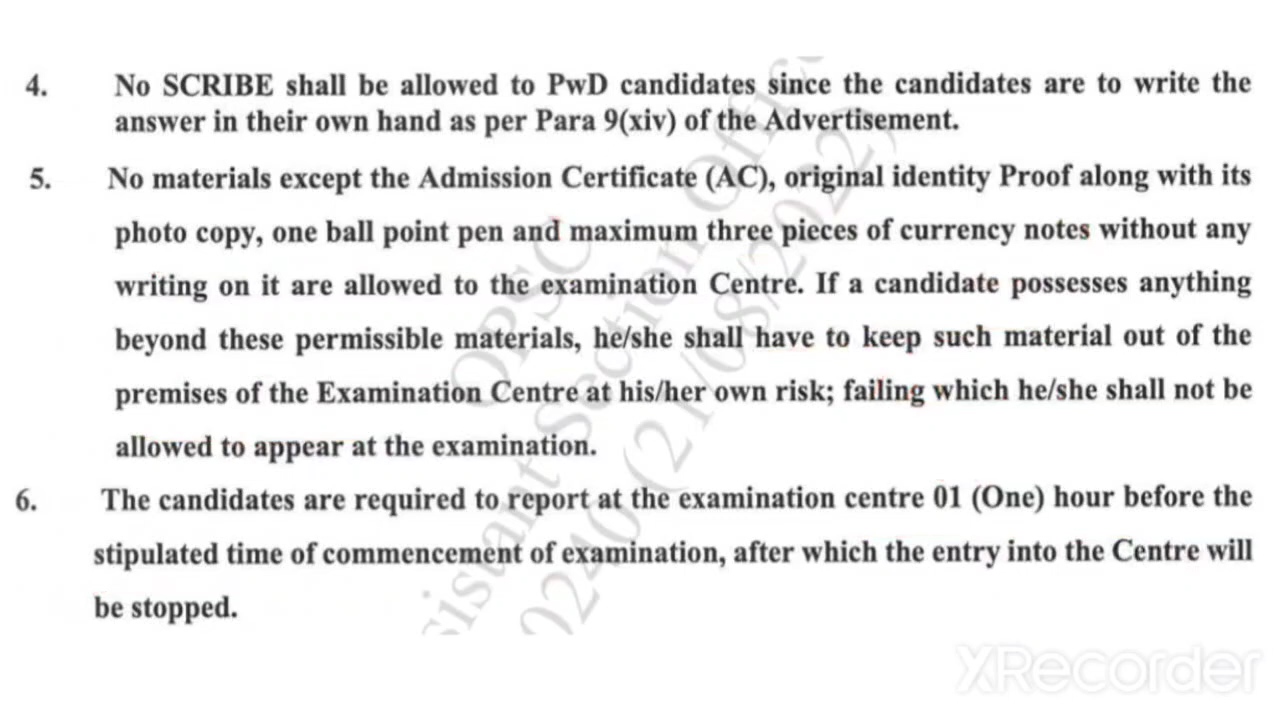 4. No SCRIBE shall be allowed to PwD candidates since the candidates are to write the
answer in their own hand as per Para 9(xiv) of the Advertisement.
5. No materials except the Admission Certificate (AC), original identity Proof along with its
photo copy, one ball point pen and maximum three pieces of currency notes without any
writing on it are allowed to the examination Centre. If a candidate possesses anything
beyond these permissible materials, he/she shall have to keep such material out of the
premises of the Examination Centre at his/her own risk; failing which he/she shall not be
allowed to appear at the examination.
6. The candidates are required to report at the examination centre 01 (One) hour before the
stipulated time of commencement of examination, after which the entry into the Centre will
be stopped.
OPSC
Section
(21/08/2022)
XRecorder